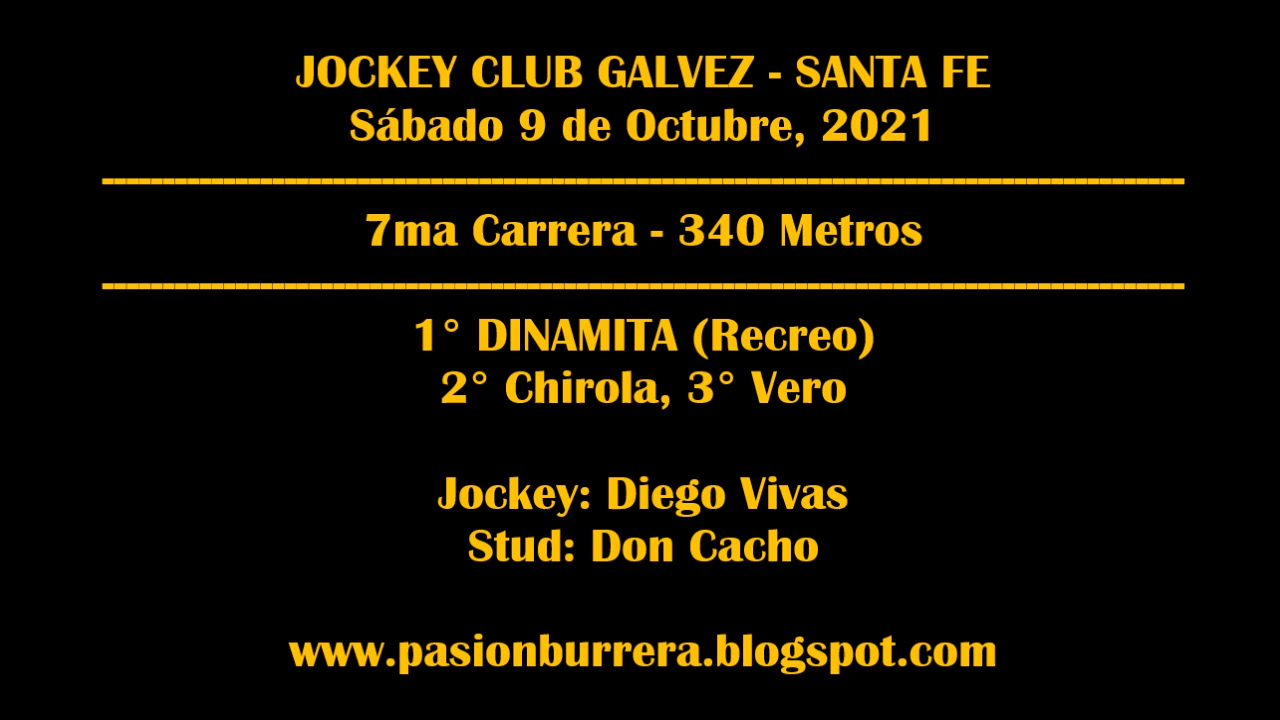 JOCKEY CLUB GALVEZ - SANTA FE
Sábado 9 de Octubre, 2021
7ma Carrera - 340 Metros
1° DINAMITA (Recreo)
2° Chirola, 3° Vero
Jockey: Diego Vivas
Stud: Don Cacho
www.pasionburrera.blogspot.com